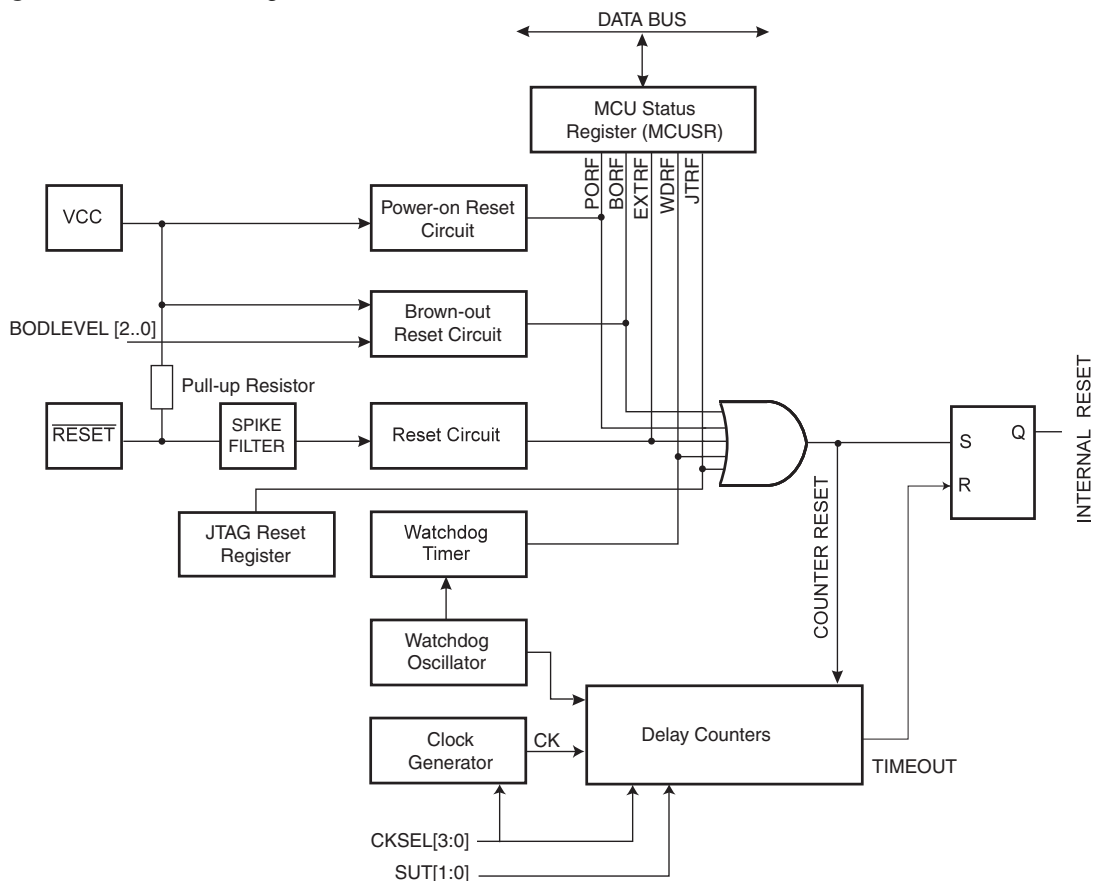 DATA BUS
MCU Status
Register (MCUSR)
PORF
BORF
EXTRF
WDRF
JTRF
VCC
Power-on Reset
Circuit
Brown-out
Reset Circuit
BODLEVEL [2..0]
Pull-up Resistor
RESET
SPIKE
FILTER
Reset Circuit
S
Q
R
INTERNAL RESET
COUNTER RESET
JTAG Reset
Register
Watchdog
Timer
Watchdog
Oscillator
Clock
Generator
CK
Delay Counters
TIMEOUT
CKSEL[3:0]
SUT[1:0]